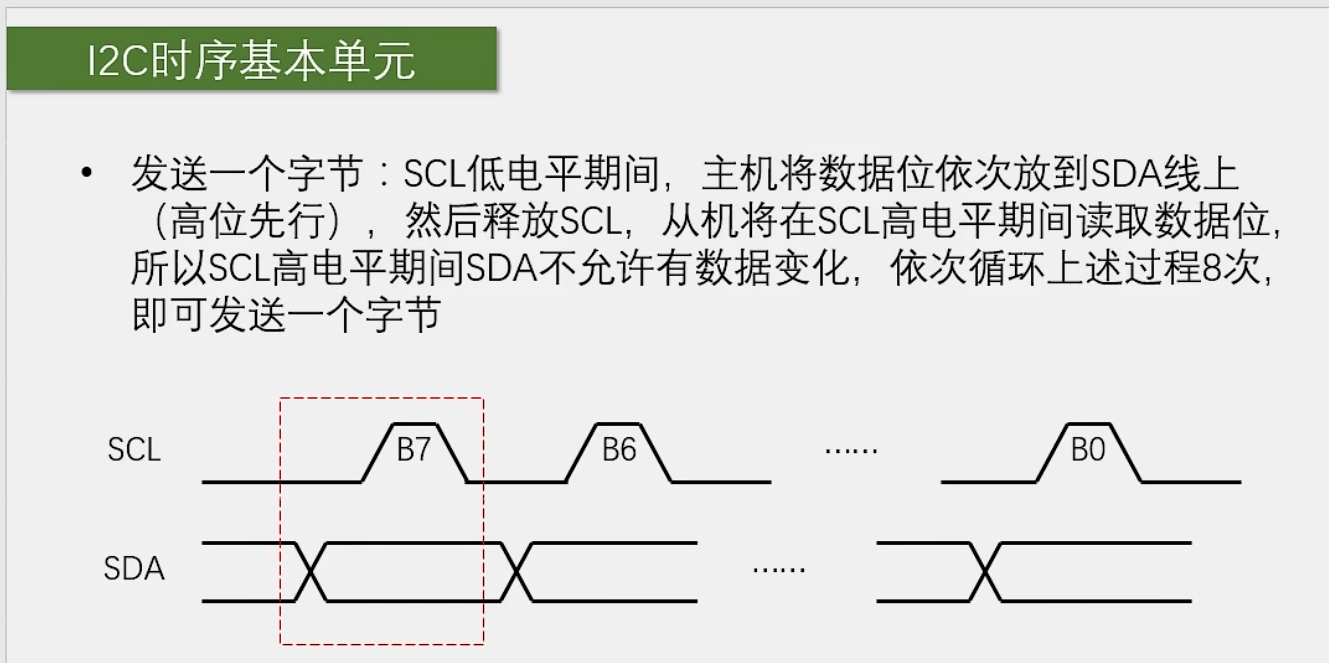 I2C时序基本单元
• 发送一个字节：SCL低电平期间，主机将数据位依次放到SDA线上
（高位先行），然后释放SCL，从机将在SCL高电平期间读取数据位，
所以SCL高电平期间SDA不允许有数据变化，依次循环上述过程8次，
即可发送一个字节
SCL B7 B6 …… B0
SDA ……